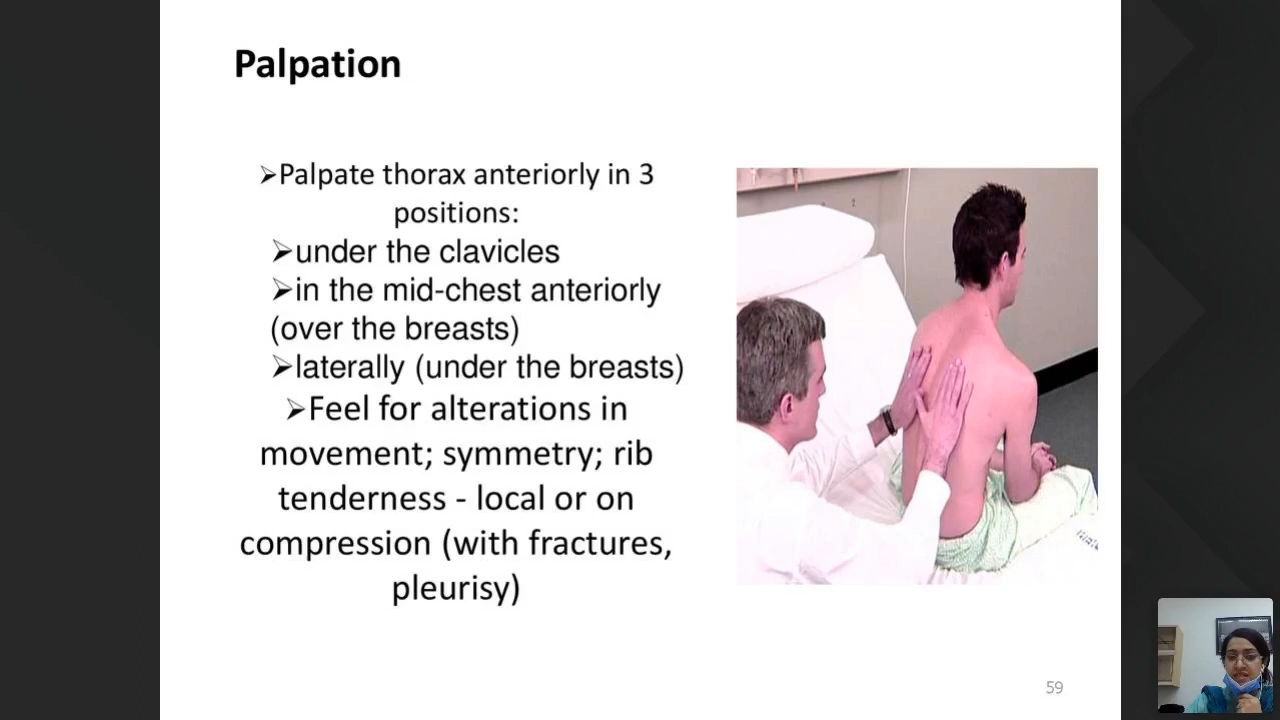 Palpation
➢Palpate thorax anteriorly in 3
positions:
➢under the clavicles
➢in the mid-chest anteriorly
(over the breasts)
➢laterally (under the breasts)
➢Feel for alterations in
movement; symmetry; rib
tenderness - local or on
compression (with fractures,
pleurisy)
59